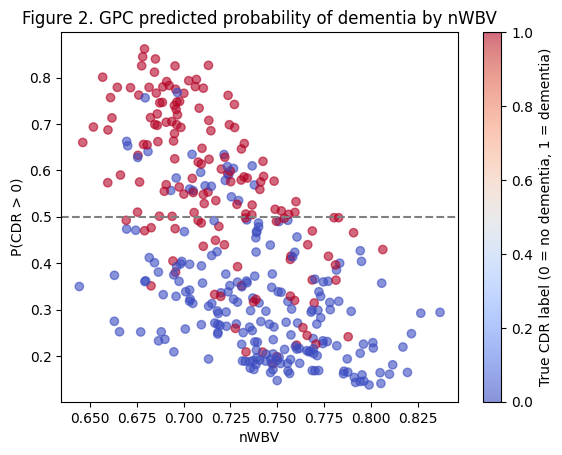 Figure 2. GPC predicted probability of dementia by nWBV
P(CDR > 0)
0.8
0.7
0.6
0.5
0.4
0.3
0.2
0.650 0.675 0.700 0.725 0.750 0.775 0.800 0.825
nWBV
1.0
0.8
0.6
0.4
0.2
0.0
True CDR label (0 = no dementia, 1 = dementia)